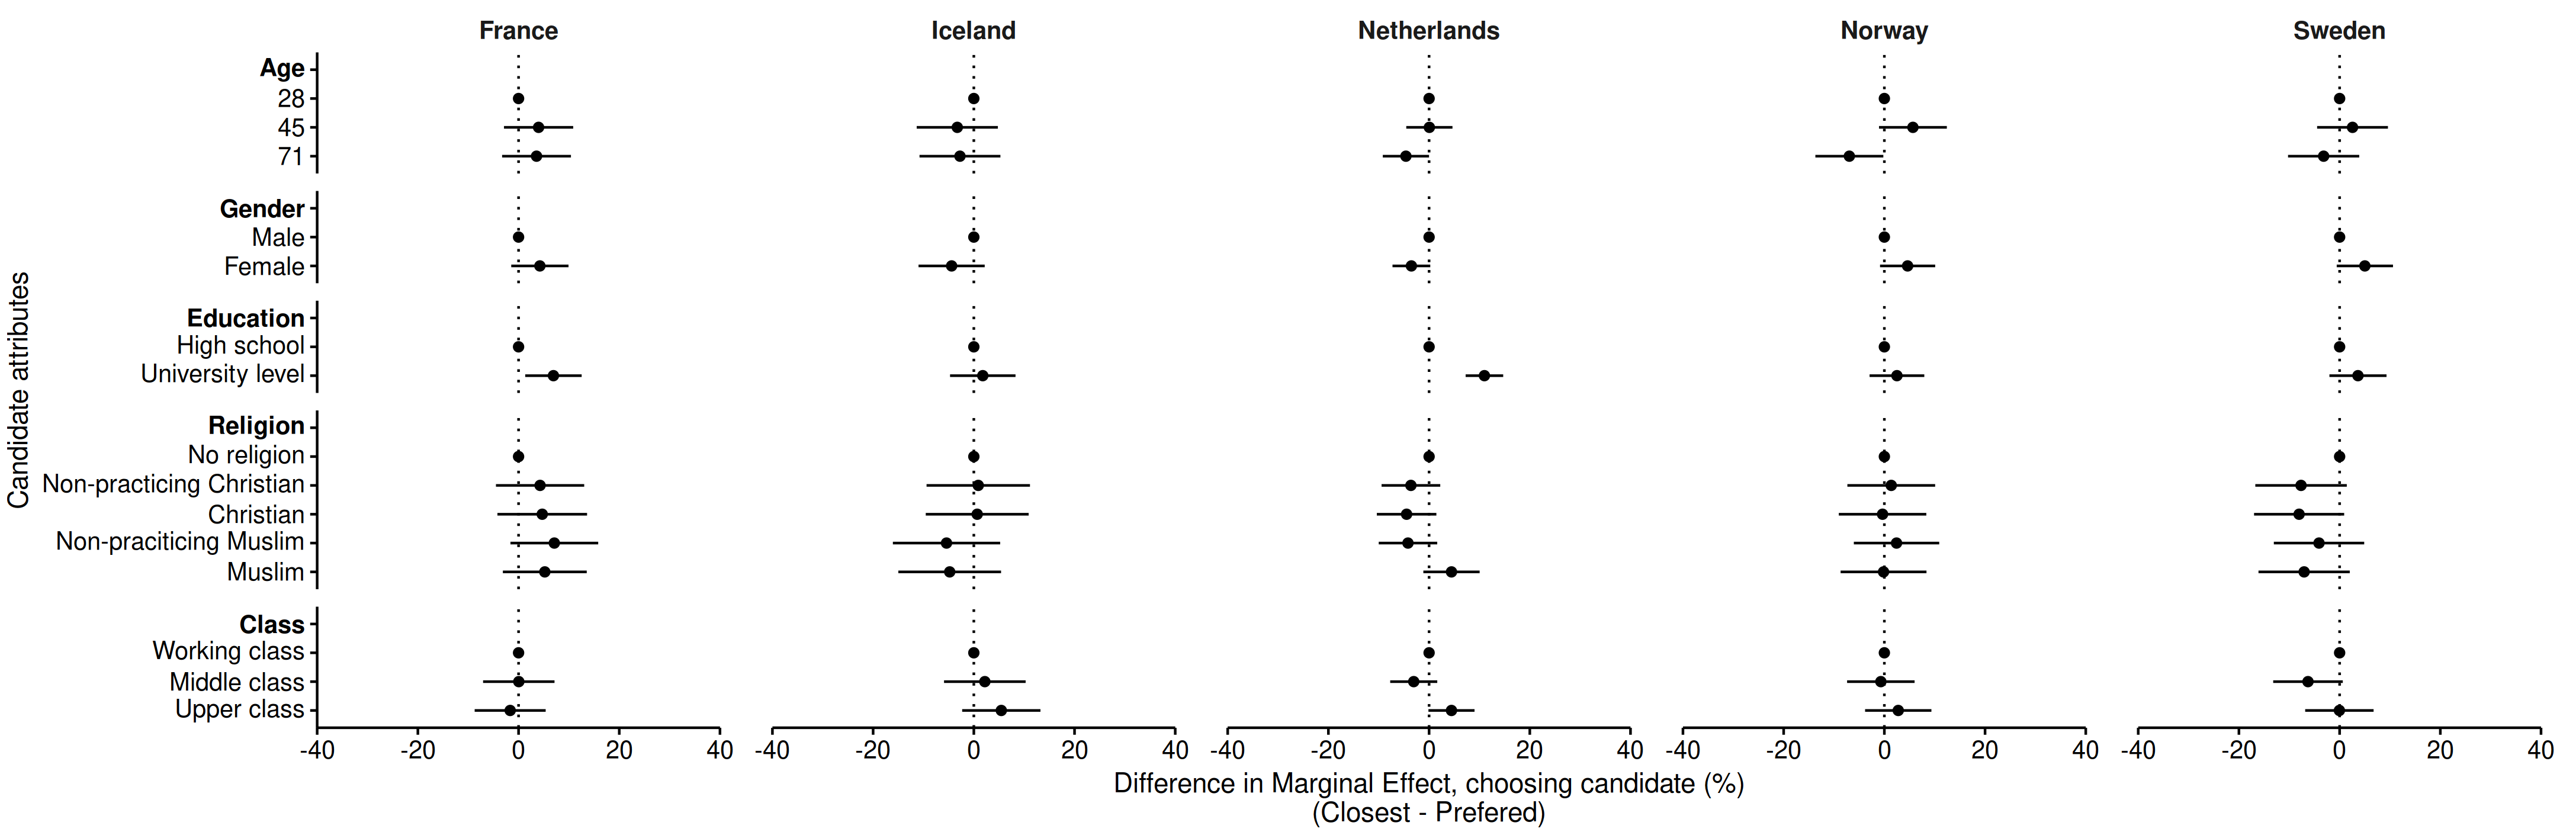 France Iceland Netherlands Norway Sweden
Age
28
45
71
Gender
Male
Female
Education
High school
University level
Religion
No religion
Non-practicing Christian
Christian
Non-praciticing Muslim
Muslim
Class
Working class
Middle class
Upper class
Candidate attributes
-40 -20 0 20 40 -40 -20 0 20 40 -40 -20 0 20 40 -40 -20 0 20 40 -40 -20 0 20 40
Difference in Marginal Effect, choosing candidate (%)
(Closest - Prefered)